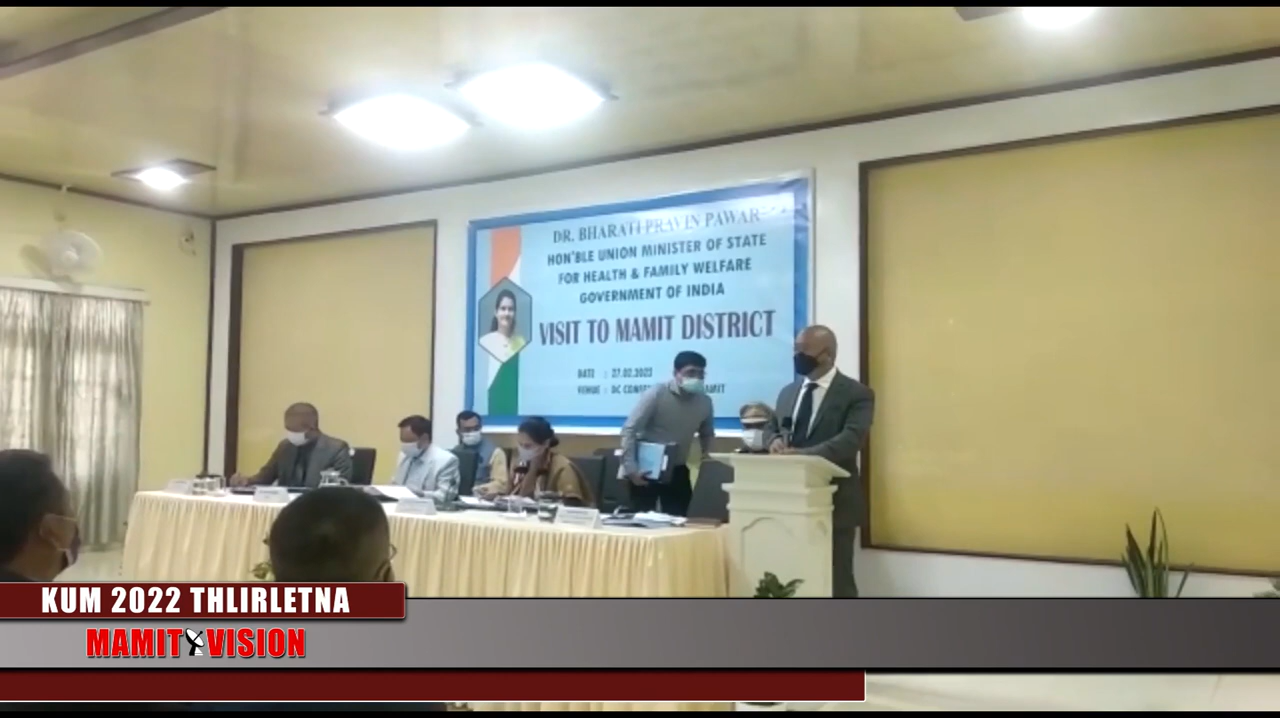 DR. BHARATI PRAVIN PAWAR
HON'BLE UNION MINISTER OF STATE
FOR HEALTH & FAMILY WELFARE
GOVERNMENT OF INDIA
VISIT TO MAMIT DISTRICT
DATE : 27.02.2022
VENUE : DC
KUM 2022 THLIRLETNA
MAMIT VISION